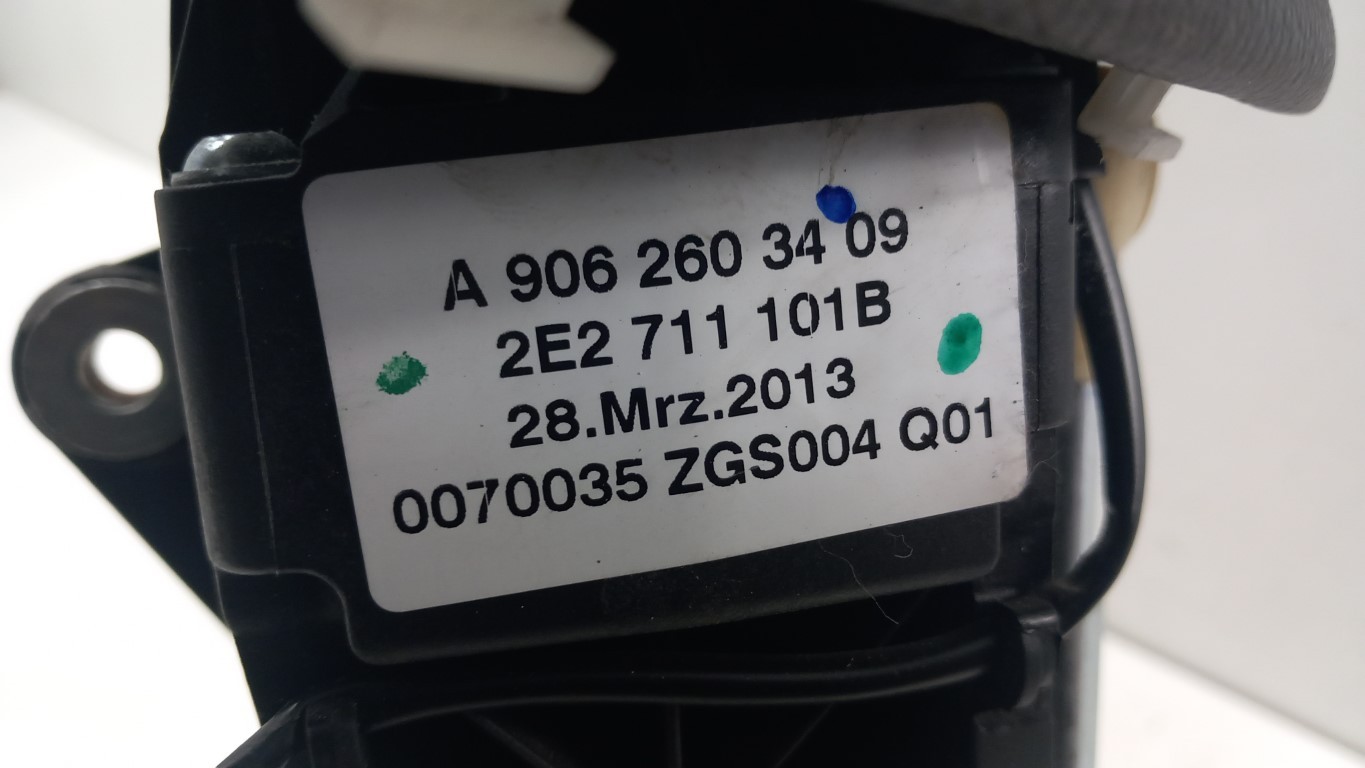 A 906 260 34 09
2E2 711 101B
28.Mrz.2013
0070035 ZGS004 Q01